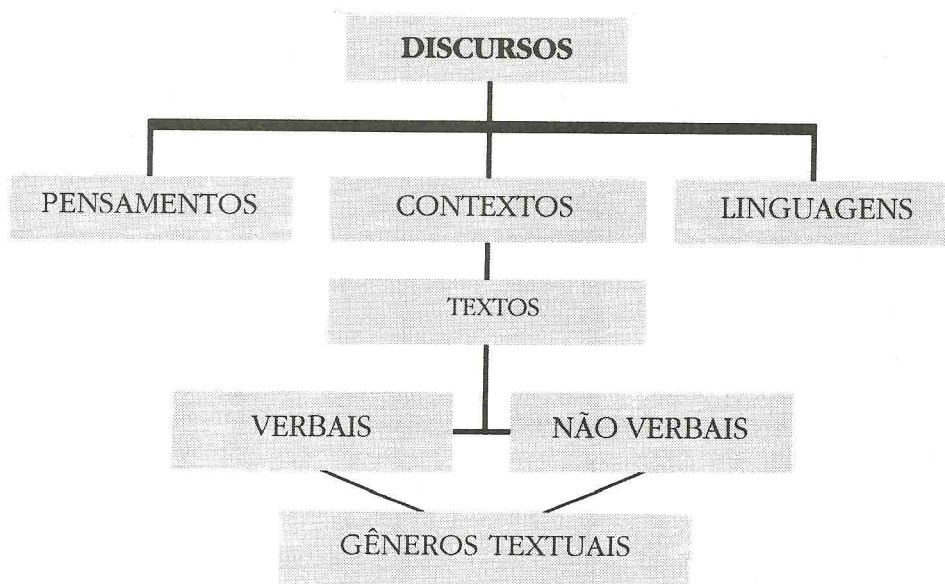 DISCURSOS
PENSAMENTOS
CONTEXTOS
LINGUAGENS
TEXTOS
VERBAIS
NÃO VERBAIS
GÊNEROS TEXTUAIS